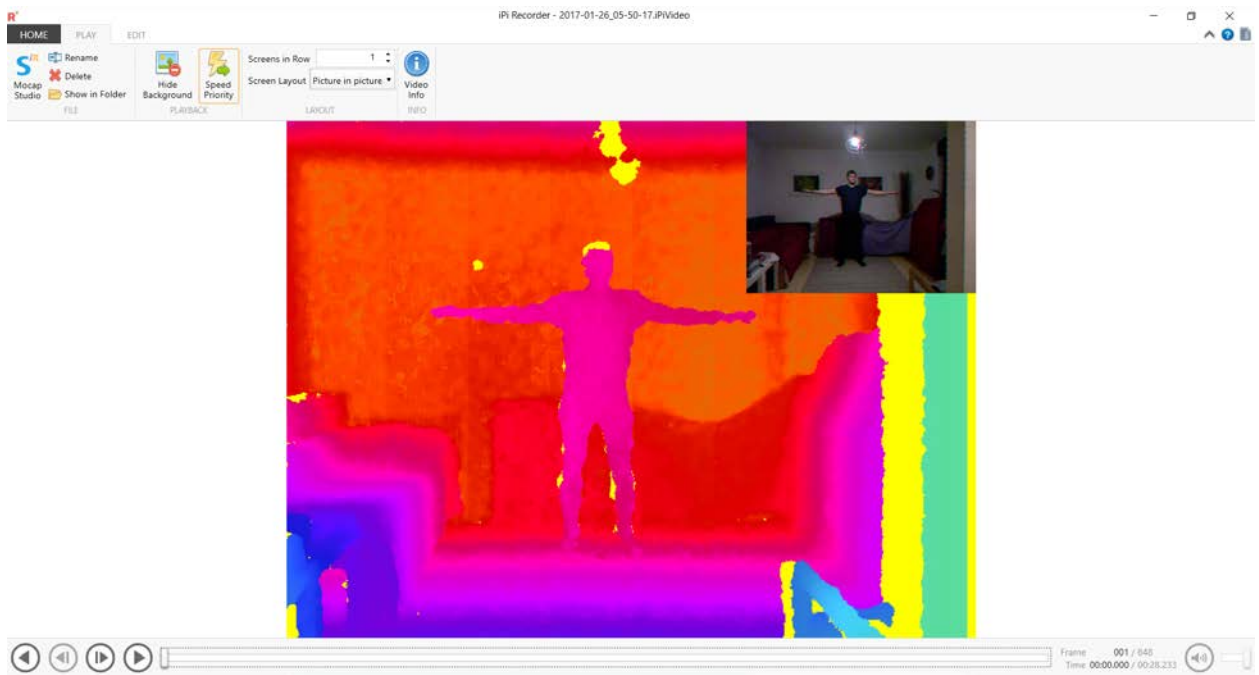 iPi Recorder - 2017-01-26_05-50-17.iPiVideo
HOME PLAY EDIT
Mocap Studio
Rename
Delete
Show in Folder
FILE
Hide Background
Speed Priority
PLAYBACK
Screens in Row 1
Screen Layout Picture in picture
LAYOUT
Video Info
INFO
Frame 001 / 848
Time 00:00.000 / 00:28.233